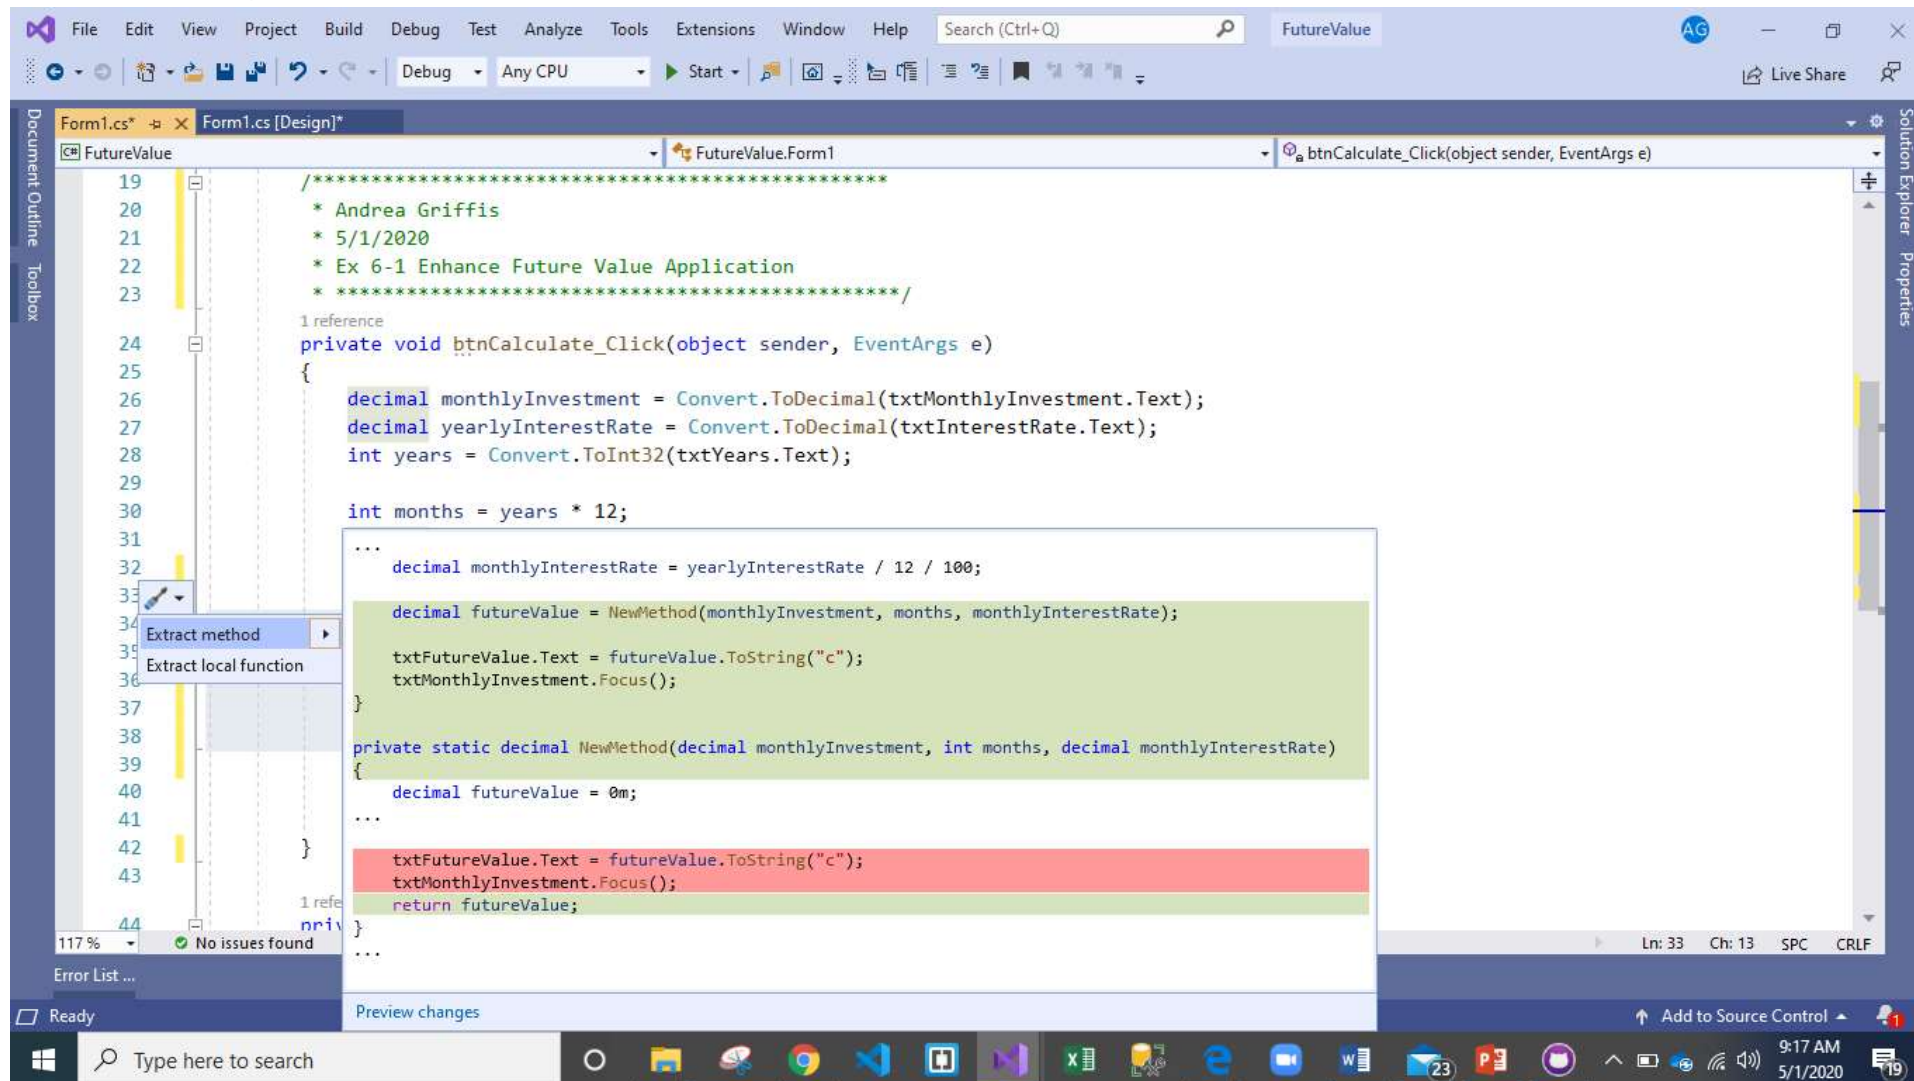 File Edit View Project Build Debug Test Analyze Tools Extensions Window Help Search (Ctrl+Q) FutureValue AG
Debug Any CPU Start Live Share
Document Outline
Toolbox
Form1.cs* Form1.cs [Design]*
C# FutureValue FutureValue.Form1 btnCalculate_Click(object sender, EventArgs e)
Solution Explorer
Properties
19 /*************************************************
20 * Andrea Griffis
21 * 5/1/2020
22 * Ex 6-1 Enhance Future Value Application
23 * ************************************************/
1 reference
24 private void btnCalculate_Click(object sender, EventArgs e)
25 {
26 decimal monthlyInvestment = Convert.ToDecimal(txtMonthlyInvestment.Text);
27 decimal yearlyInterestRate = Convert.ToDecimal(txtInterestRate.Text);
28 int years = Convert.ToInt32(txtYears.Text);
29
30 int months = years * 12;
31
32
33
34
35
36
37
38
39
40
41
42 }
43
1 refe
44 priv
Extract method
Extract local function
...
decimal monthlyInterestRate = yearlyInterestRate / 12 / 100;
decimal futureValue = NewMethod(monthlyInvestment, months, monthlyInterestRate);
txtFutureValue.Text = futureValue.ToString("c");
txtMonthlyInvestment.Focus();
}
private static decimal NewMethod(decimal monthlyInvestment, int months, decimal monthlyInterestRate)
{
decimal futureValue = 0m;
...
txtFutureValue.Text = futureValue.ToString("c");
txtMonthlyInvestment.Focus();
return futureValue;
}
...
Preview changes
117 % No issues found Ln: 33 Ch: 13 SPC CRLF
Error List ...
Ready Add to Source Control 1
Type here to search 23 9:17 AM
5/1/2020 19